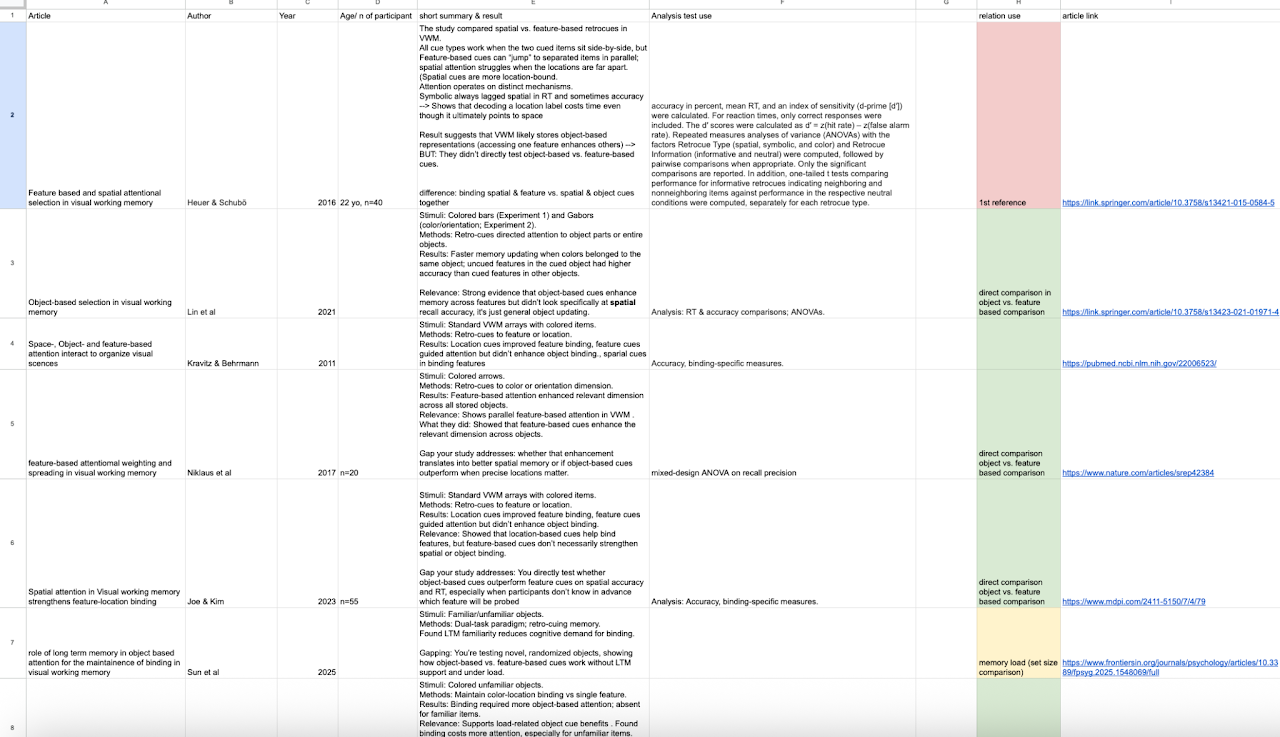 A B C D E F G H I
1 Article Author Year Age/ n of participant short summary & result Analysis test use relation use article link
2
The study compared spatial vs. feature-based retrocues in
VWM.
All cue types work when the two cued items sit side-by-side, but
Feature-based cues can "jump" to separated items in parallel;
spatial attention struggles when the locations are far apart.
(Spatial cues are more location-bound.
Attention operates on distinct mechanisms.
Symbolic always lagged spatial in RT and sometimes accuracy
--> Shows that decoding a location label costs time even
though it ultimately points to space
Result suggests that VWM likely stores object-based
representations (accessing one feature enhances others) -->
BUT: They didn't directly test object-based vs. feature-based
cues.
difference: binding spatial & feature vs. spatial & object cues
together
accuracy in percent, mean RT, and an index of sensitivity (d-prime [d'])
were calculated. For reaction times, only correct responses were
included. The d' scores were calculated as d' = z(hit rate) – z(false alarm
rate). Repeated measures analyses of variance (ANOVAs) with the
factors Retrocue Type (spatial, symbolic, and color) and Retrocue
Information (informative and neutral) were computed, followed by
pairwise comparisons when appropriate. Only the significant
comparisons are reported. In addition, one-tailed t tests comparing
performance for informative retrocues indicating neighboring and
nonneighboring items against performance in the respective neutral
conditions were computed, separately for each retrocue type.
Feature based and spatial attentional
selection in visual working memory
Heuer & Schubö
2016
22 yo, n=40
1st reference
https://link.springer.com/article/10.3758/s13421-015-0584-5
3
Stimuli: Colored bars (Experiment 1) and Gabors
(color/orientation; Experiment 2).
Methods: Retro-cues directed attention to object parts or entire
objects.
Results: Faster memory updating when colors belonged to the
same object; uncued features in the cued object had higher
accuracy than cued features in other objects.
Relevance: Strong evidence that object-based cues enhance
memory across features but didn't look specifically at spatial
recall accuracy, it's just general object updating.
Object-based selection in visual working
memory
Lin et al
2021
Analysis: RT & accuracy comparisons; ANOVAs.
direct comparison in
object vs. feature
based comparison
https://link.springer.com/article/10.3758/s13423-021-01971-4
4
Stimuli: Standard VWM arrays with colored items.
Methods: Retro-cues to feature or location.
Results: Location cues improved feature binding, feature cues
guided attention but didn't enhance object binding., sparial cues
in binding features
Space-, Object- and feature-based
attention interact to organize visual
scences
Kravitz & Behrmann
2011
Accuracy, binding-specific measures.
https://pubmed.ncbi.nlm.nih.gov/22006523/
5
Stimuli: Colored arrows.
Methods: Retro-cues to color or orientation dimension.
Results: Feature-based attention enhanced relevant dimension
across all stored objects.
Relevance: Shows parallel feature-based attention in VWM .
What they did: Showed that feature-based cues enhance the
relevant dimension across objects.
Gap your study addresses: whether that enhancement
translates into better spatial memory or if object-based cues
outperform when precise locations matter.
feature-based attentiomal weighting and
spreading in visual working memory
Niklaus et al
2017
n=20
mixed-design ANOVA on recall precision
direct comparison
object vs. feature
based comparison
https://www.nature.com/articles/srep42384
6
Stimuli: Standard VWM arrays with colored items.
Methods: Retro-cues to feature or location.
Results: Location cues improved feature binding, feature cues
guided attention but didn't enhance object binding.
Relevance: Showed that location-based cues help bind
features, but feature-based cues don't necessarily strengthen
spatial or object binding.
Gap your study addresses: You directly test whether
object-based cues outperform feature cues on spatial accuracy
and RT, especially when participants don't know in advance
which feature will be probed
Spatial attention in Visual working memory
strengthens feature-location binding
Joe & Kim
2023
n=55
Analysis: Accuracy, binding-specific measures.
direct comparison
object vs. feature
based comparison
https://www.mdpi.com/2411-5150/7/4/79
7
Stimuli: Familiar/unfamiliar objects.
Methods: Dual-task paradigm; retro-cuing memory.
Found LTM familiarity reduces cognitive demand for binding.
Gapping: You're testing novel, randomized objects, showing
how object-based vs. feature-based cues work without LTM
support and under load.
role of long term memory in object based
attention for the maintainence of binding in
visual working memory
Sun et al
2025
memory load (set size
comparison)
https://www.frontiersin.org/journals/psychology/articles/10.33
89/fpsyg.2025.1548069/full
8
Stimuli: Colored unfamiliar objects.
Methods: Maintain color-location binding vs single feature.
Results: Binding required more object-based attention; absent
for familiar items.
Relevance: Supports load-related object cue benefits . Found
binding costs more attention, especially for unfamiliar items.